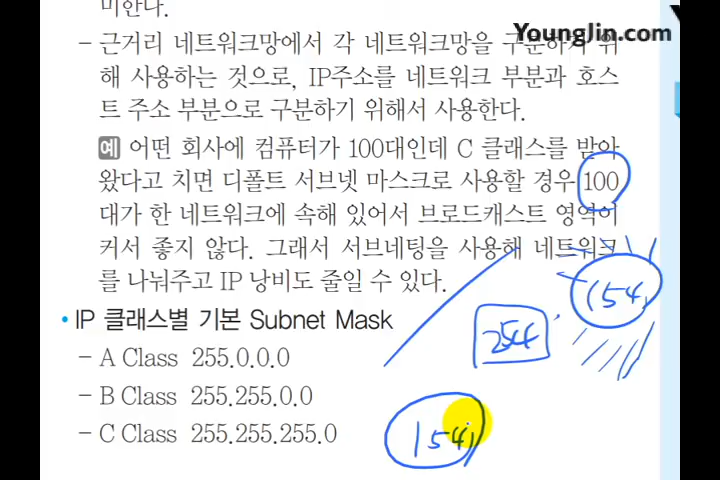 미한다.
YoungJin.com
- 근거리 네트워크망에서 각 네트워크망을 구분하기 위
해 사용하는 것으로, IP주소를 네트워크 부분과 호스
트 주소 부분으로 구분하기 위해서 사용한다.
예 어떤 회사에 컴퓨터가 100대인데 C 클래스를 받아
왔다고 치면 디폴트 서브넷 마스크로 사용할 경우 100
대가 한 네트워크에 속해 있어서 브로드캐스트 영역이
커서 좋지 않다. 그래서 서브네팅을 사용해 네트워크
를 나눠주고 IP 낭비도 줄일 수 있다.
154
• IP 클래스별 기본 Subnet Mask
254
- A Class 255.0.0.0
- B Class 255.255.0.0
- C Class 255.255.255.0
154